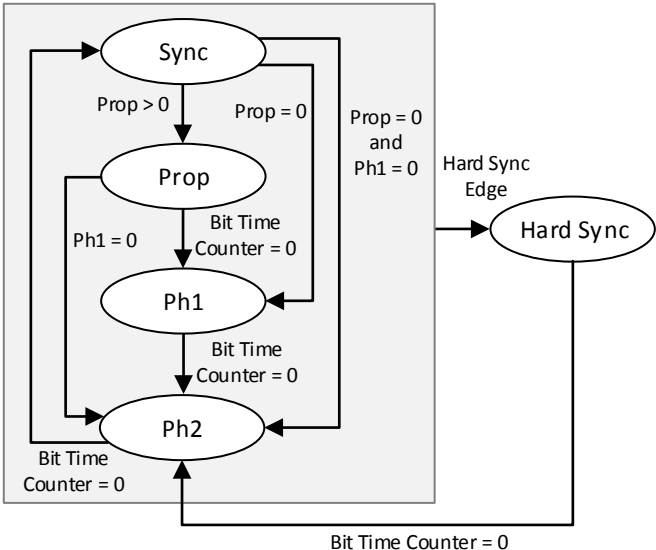 Sync
Prop > 0
Prop = 0
Prop = 0
and
Ph1 = 0
Hard Sync
Edge
Prop
Hard Sync
Ph1 = 0
Bit Time
Counter = 0
Ph1
Bit Time
Counter = 0
Ph2
Bit Time
Counter = 0
Bit Time Counter = 0